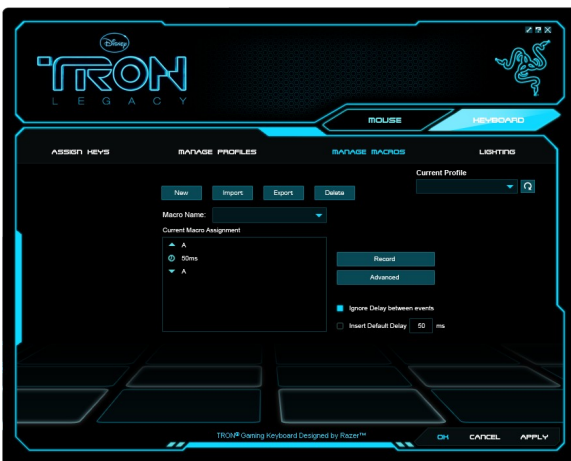 Disney
TRON
LEGACY
MOUSE
KEYBOARD
ASSIGN KEYS
MANAGE PROFILES
MANAGE MACROS
LIGHTING
Current Profile
New
Import
Export
Delete
Macro Name:
Current Macro Assignment
A
50ms
A
Record
Advanced
Ignore Delay between events
Insert Default Delay 50 ms
TRON® Gaming Keyboard Designed by Razer™
OK
CANCEL
APPLY